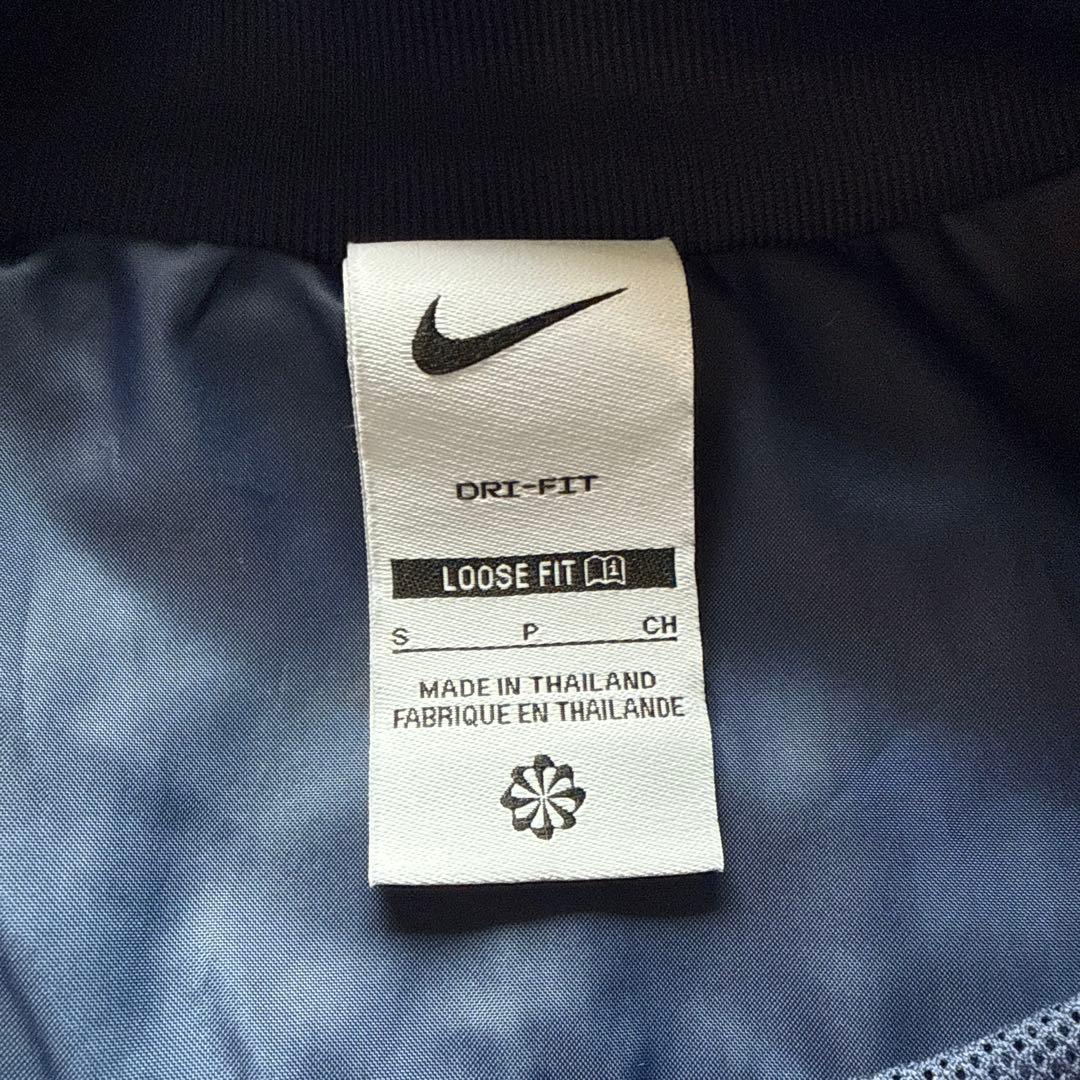 DRI-FIT
LOOSE FIT
S P CH
MADE IN THAILAND
FABRIQUE EN THAILANDE